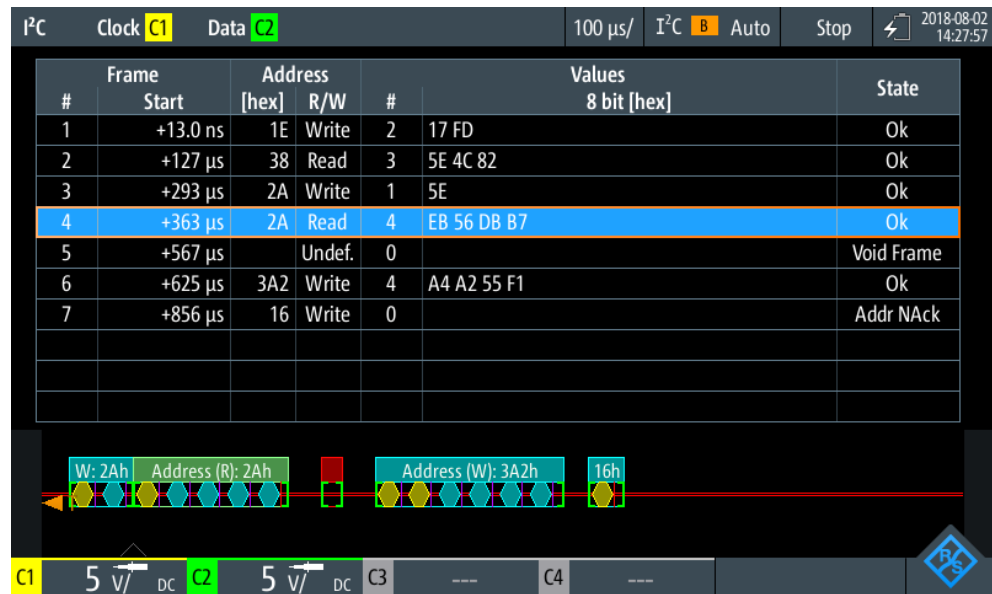 I²C Clock C1 Data C2 100 µs/ I²C B Auto Stop 2018-08-02
14:27:57
Frame Address Values State
# Start [hex] R/W # 8 bit [hex]
1 +13.0 ns 1E Write 2 17 FD Ok
2 +127 µs 38 Read 3 5E 4C 82 Ok
3 +293 µs 2A Write 1 5E Ok
4 +363 µs 2A Read 4 EB 56 DB B7 Ok
5 +567 µs Undef. 0 Void Frame
6 +625 µs 3A2 Write 4 A4 A2 55 F1 Ok
7 +856 µs 16 Write 0 Addr NAck
W: 2Ah Address (R): 2Ah Address (W): 3A2h 16h
C1 5 V/ DC C2 5 V/ DC C3 --- C4 ---
R/S